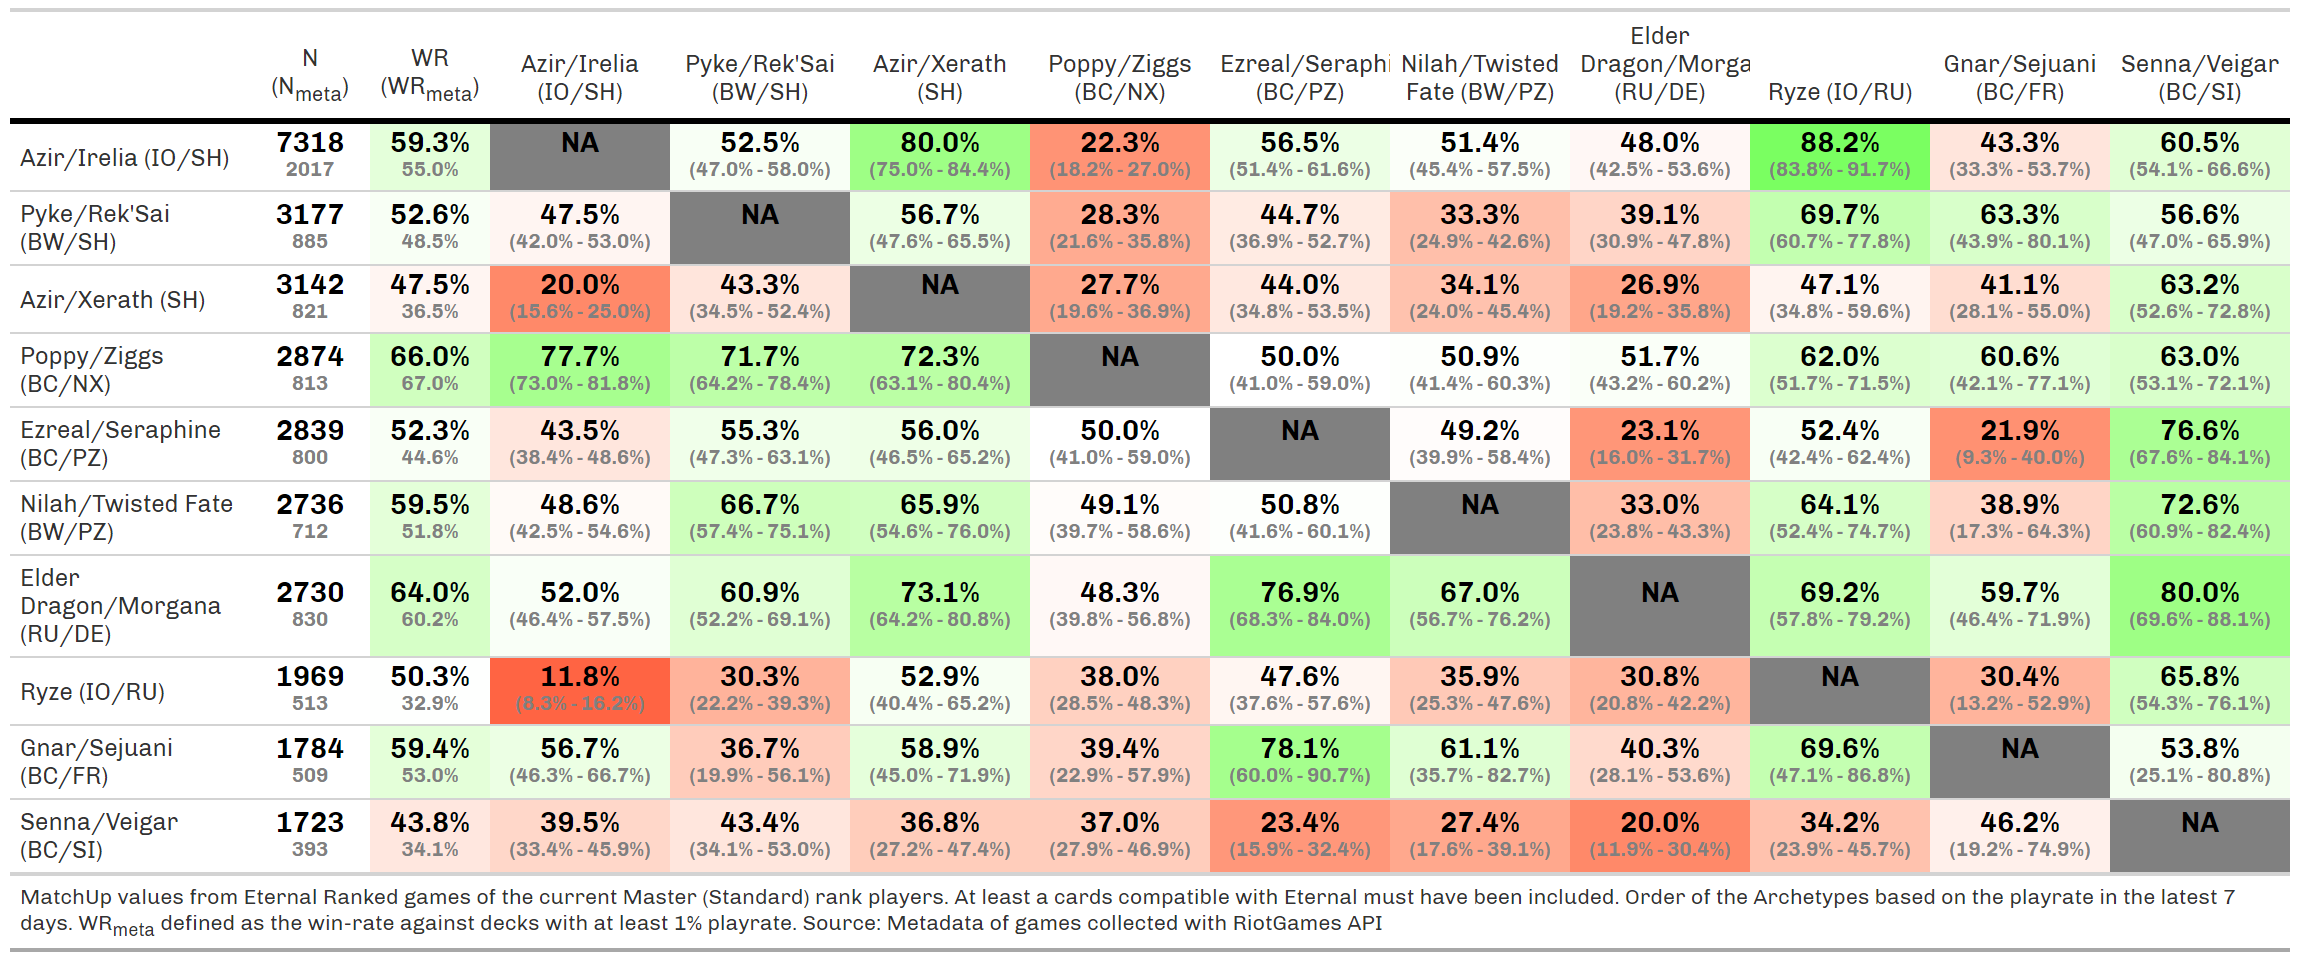 N (Nmeta) WR (WRmeta) Azir/Irelia (IO/SH) Pyke/Rek'Sai (BW/SH) Azir/Xerath (SH) Poppy/Ziggs (BC/NX) Ezreal/Seraphi (BC/PZ) Nilah/Twisted Fate (BW/PZ) Elder Dragon/Morga (RU/DE) Ryze (IO/RU) Gnar/Sejuani (BC/FR) Senna/Veigar (BC/SI)
Azir/Irelia (IO/SH) 7318 59.3% NA 52.5% 80.0% 22.3% 56.5% 51.4% 48.0% 88.2% 43.3% 60.5%
2017 55.0% (47.0% - 58.0%) (75.0% - 84.4%) (18.2% - 27.0%) (51.4% - 61.6%) (45.4% - 57.5%) (42.5% - 53.6%) (83.8% - 91.7%) (33.3% - 53.7%) (54.1% - 66.6%)
Pyke/Rek'Sai 3177 52.6% 47.5% NA 56.7% 28.3% 44.7% 33.3% 39.1% 69.7% 63.3% 56.6%
(BW/SH) 885 48.5% (42.0% - 53.0%) (47.6% - 65.5%) (21.6% - 35.8%) (36.9% - 52.7%) (24.9% - 42.6%) (30.9% - 47.8%) (60.7% - 77.8%) (43.9% - 80.1%) (47.0% - 65.9%)
Azir/Xerath (SH) 3142 47.5% 20.0% 43.3% NA 27.7% 44.0% 34.1% 26.9% 47.1% 41.1% 63.2%
821 36.5% (15.6% - 25.0%) (34.5% - 52.4%) (19.6% - 36.9%) (34.8% - 53.5%) (24.0% - 45.4%) (19.2% - 35.8%) (34.8% - 59.6%) (28.1% - 55.0%) (52.6% - 72.8%)
Poppy/Ziggs 2874 66.0% 77.7% 71.7% 72.3% NA 50.0% 50.9% 51.7% 62.0% 60.6% 63.0%
(BC/NX) 813 67.0% (73.0% - 81.8%) (64.2% - 78.4%) (63.1% - 80.4%) (41.0% - 59.0%) (41.4% - 60.3%) (43.2% - 60.2%) (51.7% - 71.5%) (42.1% - 77.1%) (53.1% - 72.1%)
Ezreal/Seraphine 2839 52.3% 43.5% 55.3% 56.0% 50.0% NA 49.2% 23.1% 52.4% 21.9% 76.6%
(BC/PZ) 800 44.6% (38.4% - 48.6%) (47.3% - 63.1%) (46.5% - 65.2%) (41.0% - 59.0%) (39.9% - 58.4%) (16.0% - 31.7%) (42.4% - 62.4%) (9.3% - 40.0%) (67.6% - 84.1%)
Nilah/Twisted Fate 2736 59.5% 48.6% 66.7% 65.9% 49.1% 50.8% NA 33.0% 64.1% 38.9% 72.6%
(BW/PZ) 712 51.8% (42.5% - 54.6%) (57.4% - 75.1%) (54.6% - 76.0%) (39.7% - 58.6%) (41.6% - 60.1%) (23.8% - 43.3%) (52.4% - 74.7%) (17.3% - 64.3%) (60.9% - 82.4%)
Elder
Dragon/Morgana 2730 64.0% 52.0% 60.9% 73.1% 48.3% 76.9% 67.0% NA 69.2% 59.7% 80.0%
(RU/DE) 830 60.2% (46.4% - 57.5%) (52.2% - 69.1%) (64.2% - 80.8%) (39.8% - 56.8%) (68.3% - 84.0%) (56.7% - 76.2%) (57.8% - 79.2%) (46.4% - 71.9%) (69.6% - 88.1%)
Ryze (IO/RU) 1969 50.3% 11.8% 30.3% 52.9% 38.0% 47.6% 35.9% 30.8% NA 30.4% 65.8%
513 32.9% (8.3% - 16.2%) (22.2% - 39.3%) (40.4% - 65.2%) (28.5% - 48.3%) (37.6% - 57.6%) (25.3% - 47.6%) (20.8% - 42.2%) (13.2% - 52.9%) (54.3% - 76.1%)
Gnar/Sejuani 1784 59.4% 56.7% 36.7% 58.9% 39.4% 78.1% 61.1% 40.3% 69.6% NA 53.8%
(BC/FR) 509 53.0% (46.3% - 66.7%) (19.9% - 56.1%) (45.0% - 71.9%) (22.9% - 57.9%) (60.0% - 90.7%) (35.7% - 82.7%) (28.1% - 53.6%) (47.1% - 86.8%) (25.1% - 80.8%)
Senna/Veigar 1723 43.8% 39.5% 43.4% 36.8% 37.0% 23.4% 27.4% 20.0% 34.2% 46.2% NA
(BC/SI) 393 34.1% (33.4% - 45.9%) (34.1% - 53.0%) (27.2% - 47.4%) (27.9% - 46.9%) (15.9% - 32.4%) (17.6% - 39.1%) (11.9% - 30.4%) (23.9% - 45.7%) (19.2% - 74.9%)
MatchUp values from Eternal Ranked games of the current Master (Standard) rank players. At least a cards compatible with Eternal must have been included. Order of the Archetypes based on the playrate in the latest 7
days. WRmeta defined as the win-rate against decks with at least 1% playrate. Source: Metadata of games collected with RiotGames API